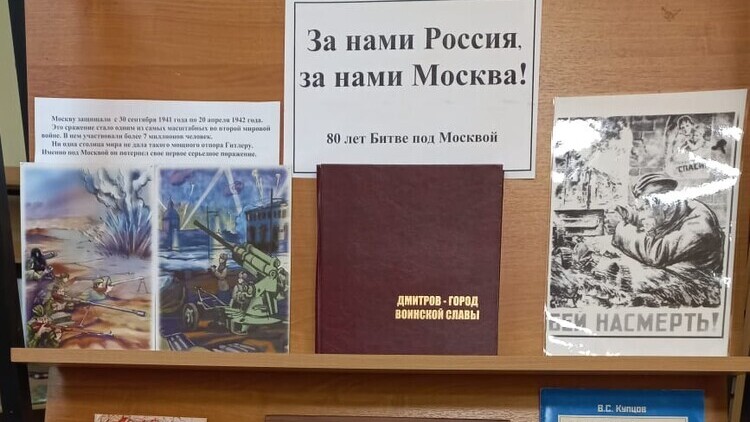 За нами Россия,
за нами Москва!
80 лет Битве под Москвой
Москву защищали с 30 сентября 1941 года по 20 апреля 1942 года.
Это сражение стало одним из самых масштабных во второй мировой
войне. В нем участвовали более 7 миллионов человек.
Ни одна столица мира не дала такого мощного отпора Гитлеру.
Именно под Москвой он потерпел свое первое серьезное поражение.
ДМИТРОВ - ГОРОД
ВОИНСКОЙ СЛАВЫ
СПАСИ
БЕЙ НАСМЕРТЬ!
В.С. Купцов